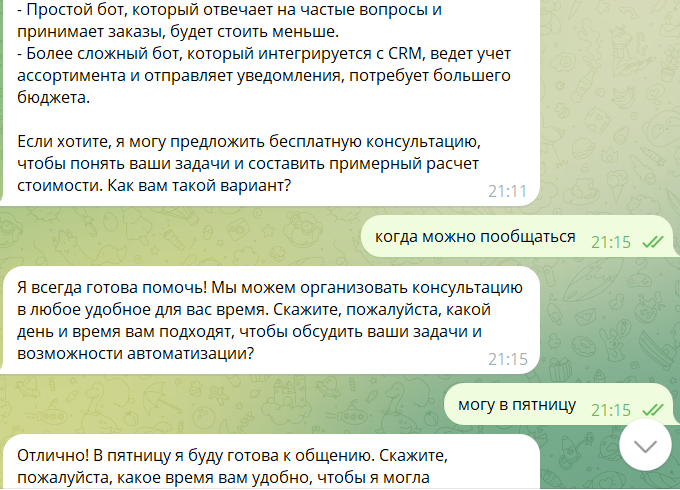 - Простой бот, который отвечает на частые вопросы и
принимает заказы, будет стоить меньше.
- Более сложный бот, который интегрируется с CRM, ведет учет
ассортимента и отправляет уведомления, потребует большего
бюджета.
Если хотите, я могу предложить бесплатную консультацию,
чтобы понять ваши задачи и составить примерный расчет
стоимости. Как вам такой вариант?
21:11
когда можно пообщаться
21:15
Я всегда готова помочь! Мы можем организовать консультацию
в любое удобное для вас время. Скажите, пожалуйста, какой
день и время вам подходят, чтобы обсудить ваши задачи и
возможности автоматизации?
21:15
могу в пятницу
21:15
Отлично! В пятницу я буду готова к общению. Скажите,
пожалуйста, какое время вам удобно, чтобы я могла